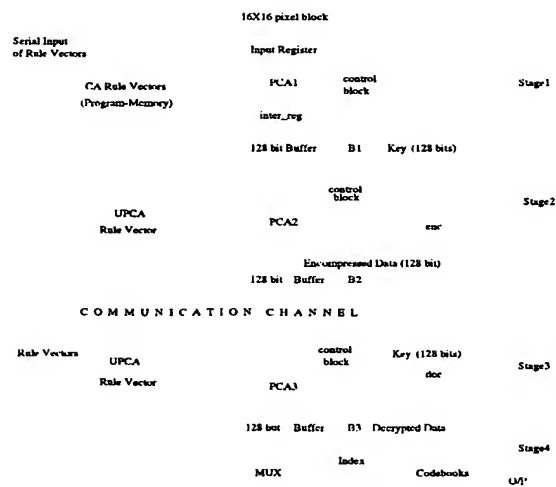 16X16 pixel block
Serial Input
of Rule Vectors
Input Register
CA Rule Vectors
(Program-Memory)
PCA1
control
block
Stage1
inter_reg
128 bit Buffer B1 Key (128 bits)
control
block
Stage2
UPCA
Rule Vector
PCA2
enc
Encompressed Data (128 bit)
128 bit Buffer B2
COMMUNICATION CHANNEL
Rule Vectors
UPCA
Rule Vector
control
block
Key (128 bits)
dec
Stage3
PCA3
128 but Buffer B3 Decrypted Data
Stage4
Index
MUX
Codebooks
O/P